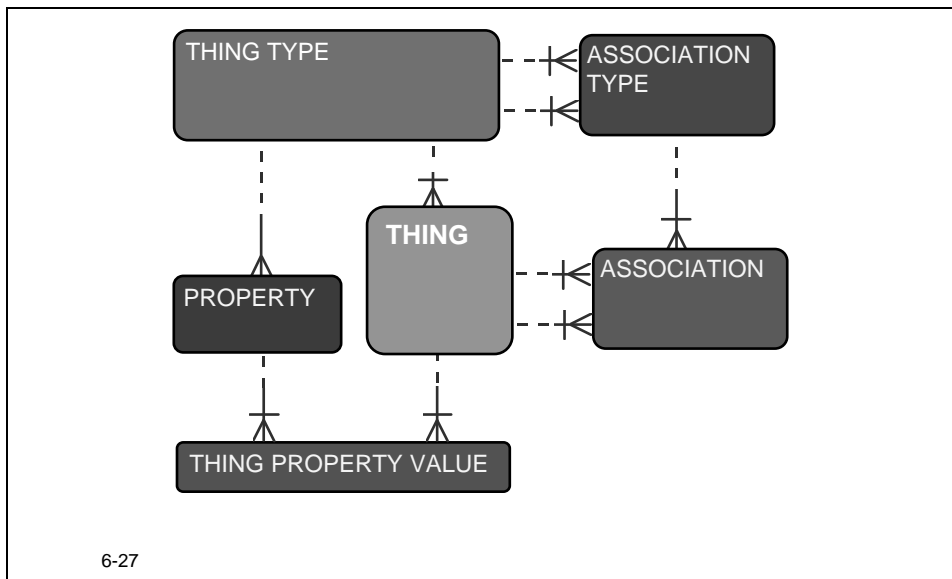 THING TYPE
ASSOCIATION
TYPE
THING
ASSOCIATION
PROPERTY
THING PROPERTY VALUE
6-27